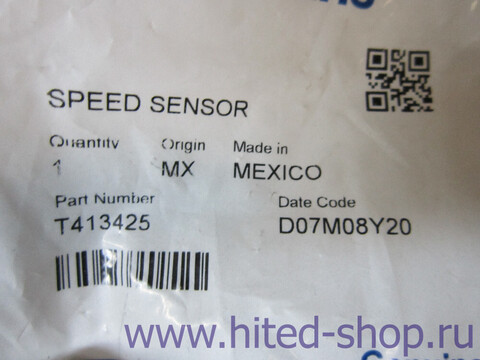 SPEED SENSOR
Quantity Origin Made in
1 MX MEXICO
Part Number Date Code
T413425 D07M08Y20
www.hited-shop.ru